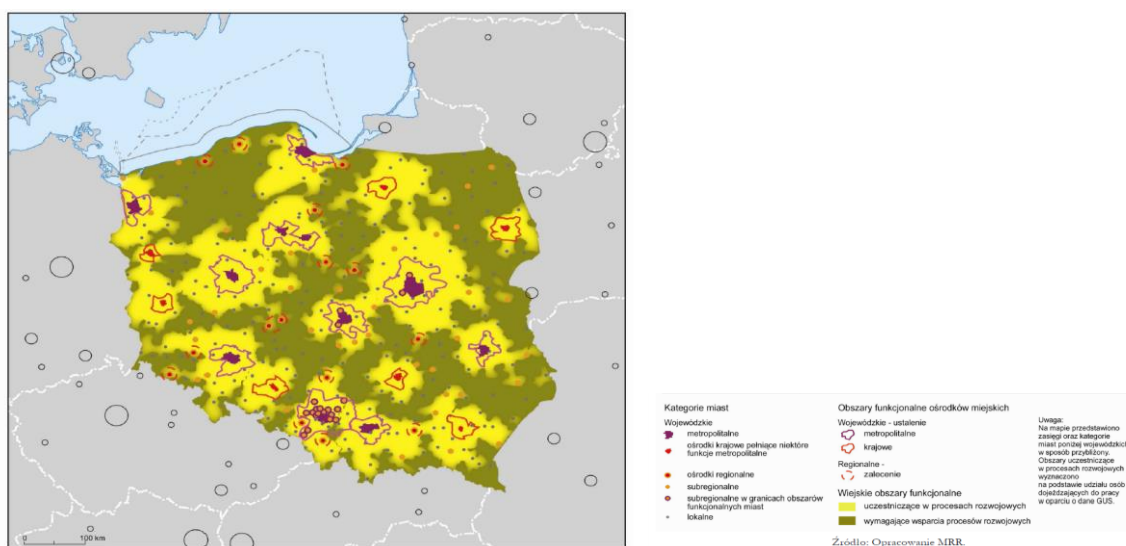 0
100 km
Kategorie miast
Wojewódzkie
metropolitalne
ośrodki krajowe pełniące niektóre
funkcje metropolitalne
ośrodki regionalne
subregionalne
subregionalne w granicach obszarów
funkcjonalnych miast
lokalne
Obszary funkcjonalne ośrodków miejskich
Wojewódzkie - ustalenie
metropolitalne
krajowe
Regionalne -
zalecenie
Wiejskie obszary funkcjonalne
uczestniczące w procesach rozwojowych
wymagające wsparcia procesów rozwojowych
Uwaga:
Na mapie przedstawiono
zasięgi oraz kategorie
miast poniżej wojewódzkich
w sposób przybliżony.
Obszary uczestniczące
w procesach rozwojowych
wyznaczono
na podstawie udziału osób
dojeżdżających do pracy
w oparciu o dane GUS.
Źródło: Opracowanie MRR.